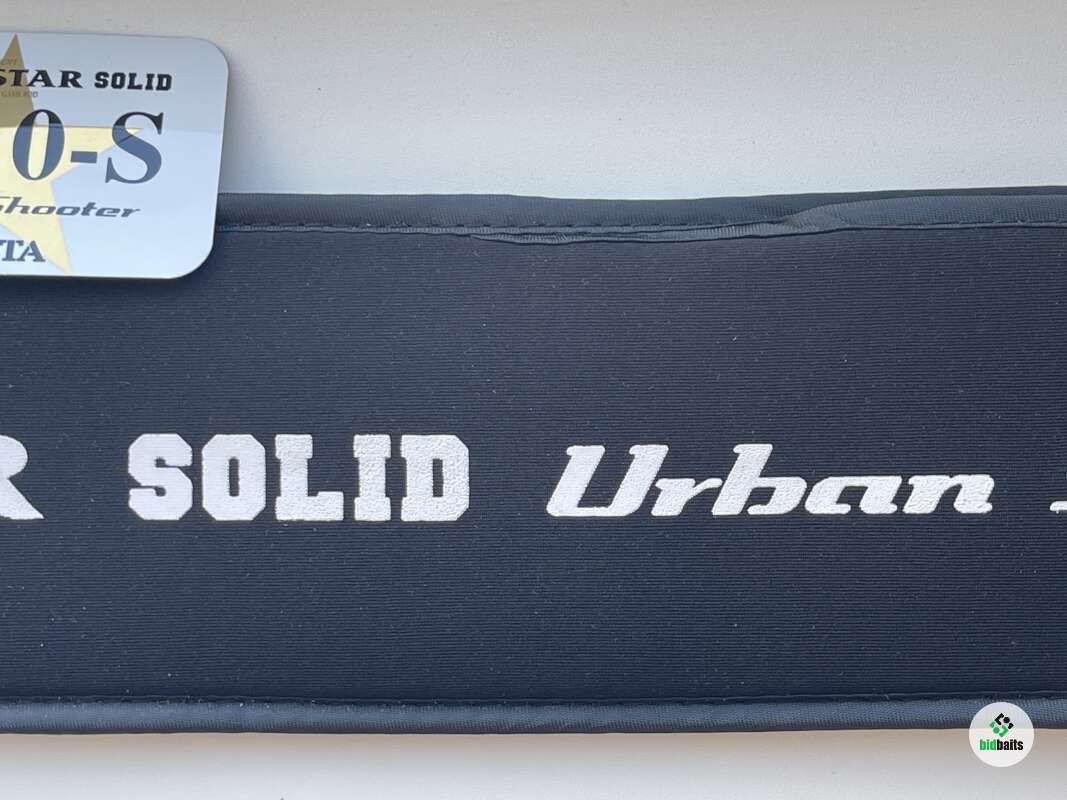 STAR SOLID
0-S
Shooter
TA
R SOLID Urban
bidbaits